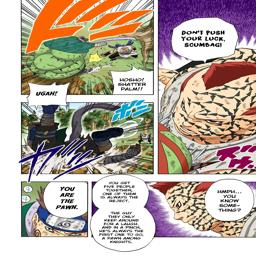 DON'T PUSH
YOUR LUCK,
SCUMBAG!
HOSHO!
SHATTER
PALM!!
UGAH!
HMPH...
YOU
KNOW
SOME-
THING?
YOU GET
FIVE PEOPLE
TOGETHER,
ONE OF THEM
IS ALWAYS
THE REJECT.
THE GUY
THEY ONLY
KEEP AROUND
FOR A LAUGH.
AND IN A PINCH,
HE'S ALWAYS THE
FIRST ONE TO GO.
A PAWN AMONG
KNIGHTS.
YOU
ARE
THE
PAWN.